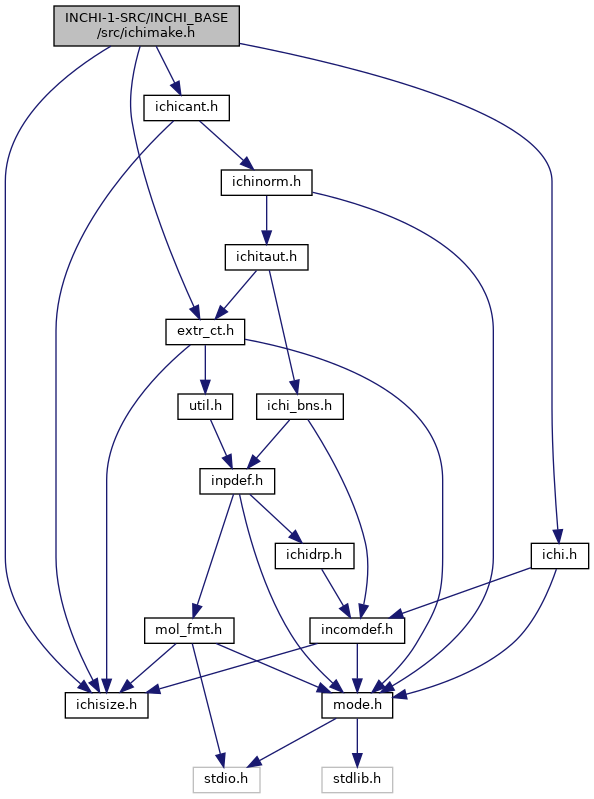 INCHI-1-SRC/INCHI_BASE
/src/ichimake.h
ichicant.h
ichinorm.h
ichitaut.h
extr_ct.h
util.h
ichi_bns.h
inpdef.h
ichidrp.h
ichi.h
mol_fmt.h
incomdef.h
ichisize.h
mode.h
stdio.h
stdlib.h